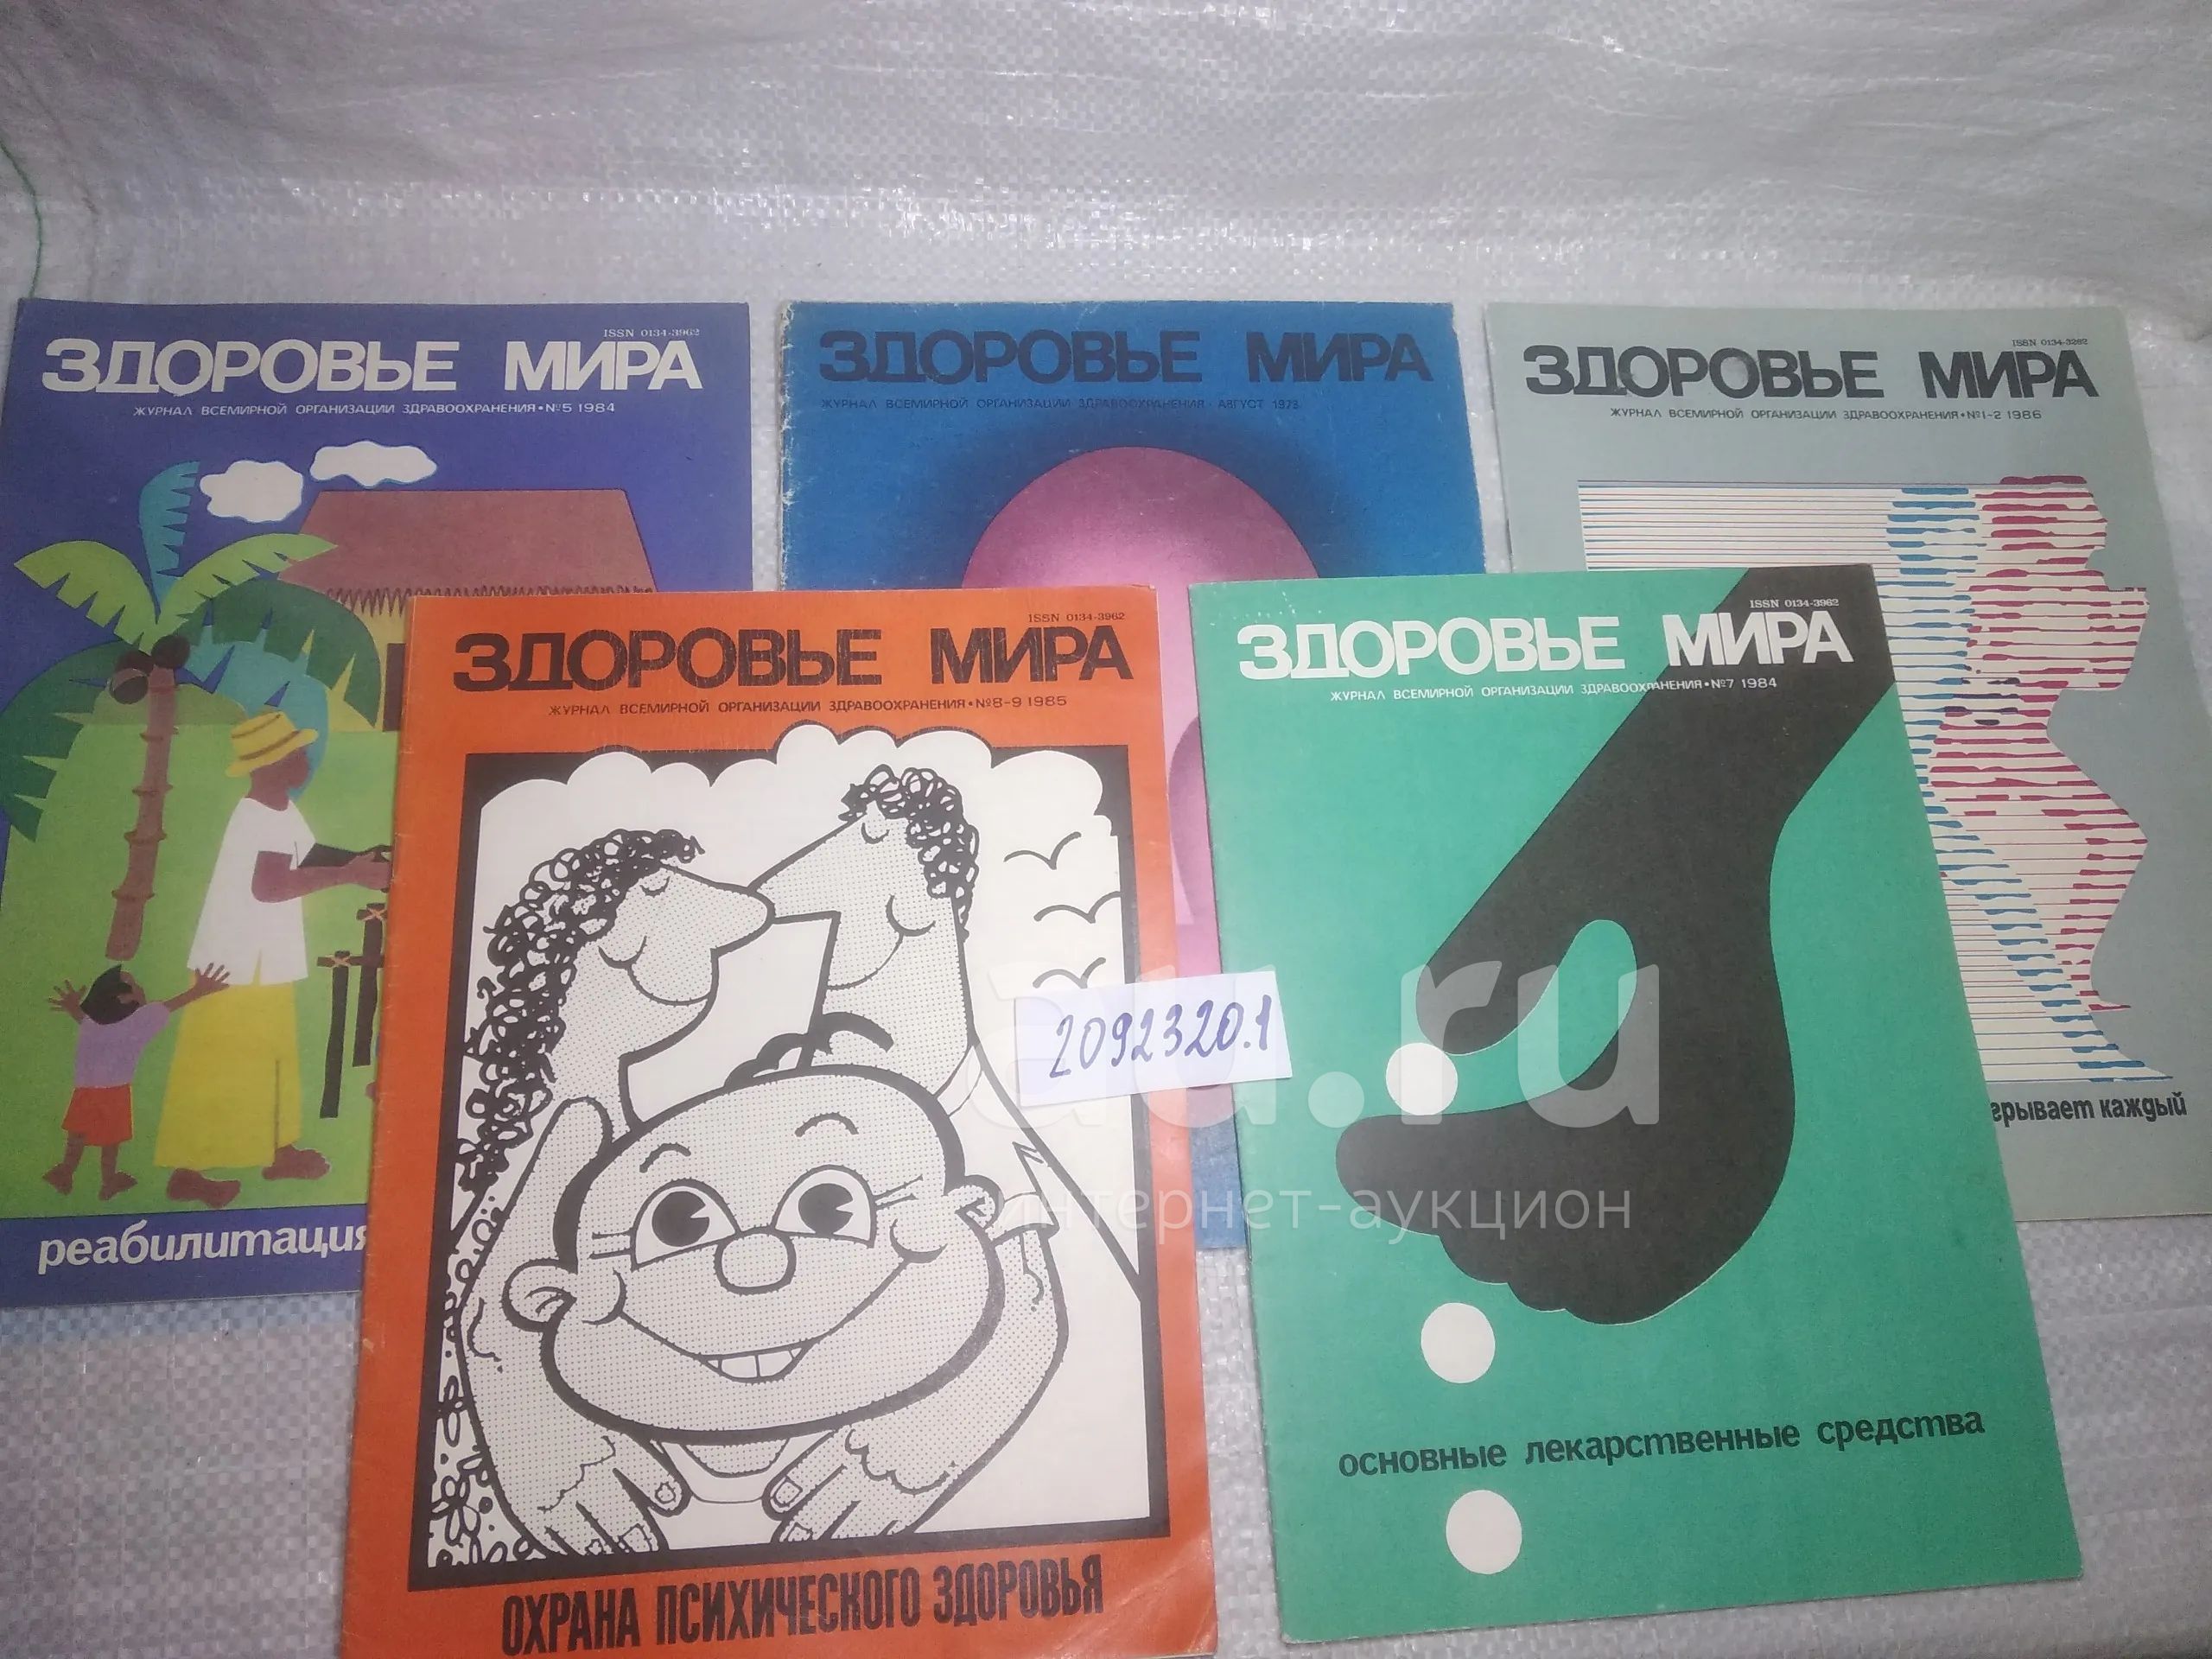 ISSN 0134-3962
ЗДОРОВЬЕ МИРА
ЖУРНАЛ ВСЕМИРНОЙ ОРГАНИЗАЦИИ ЗДРАВООХРАНЕНИЯ • №5 1984
реабилитация
ЗДОРОВЬЕ МИРА
ЖУРНАЛ ВСЕМИРНОЙ ОРГАНИЗАЦИИ ЗДРАВООХРАНЕНИЯ · АВГУСТ
ISSN
ЗДОРОВЬЕ МИРА
ЖУРНАЛ ВСЕМИРНОЙ ОРГАНИЗАЦИИ ЗДРАВООХРАНЕНИЯ • №1-2 1986
грывает каждый
ISSN 0134-3962
ЗДОРОВЬЕ МИРА
ЖУРНАЛ ВСЕМИРНОЙ ОРГАНИЗАЦИИ ЗДРАВООХРАНЕНИЯ • №8-9 1985
ОХРАНА ПСИХИЧЕСКОГО ЗДОРОВЬЯ
ISSN 0134-3962
ЗДОРОВЬЕ МИРА
ЖУРНАЛ ВСЕМИРНОЙ ОРГАНИЗАЦИИ ЗДРАВООХРАНЕНИЯ • №7 1984
основные лекарственные средства
2092320.1
au.ru
интернет-аукцион